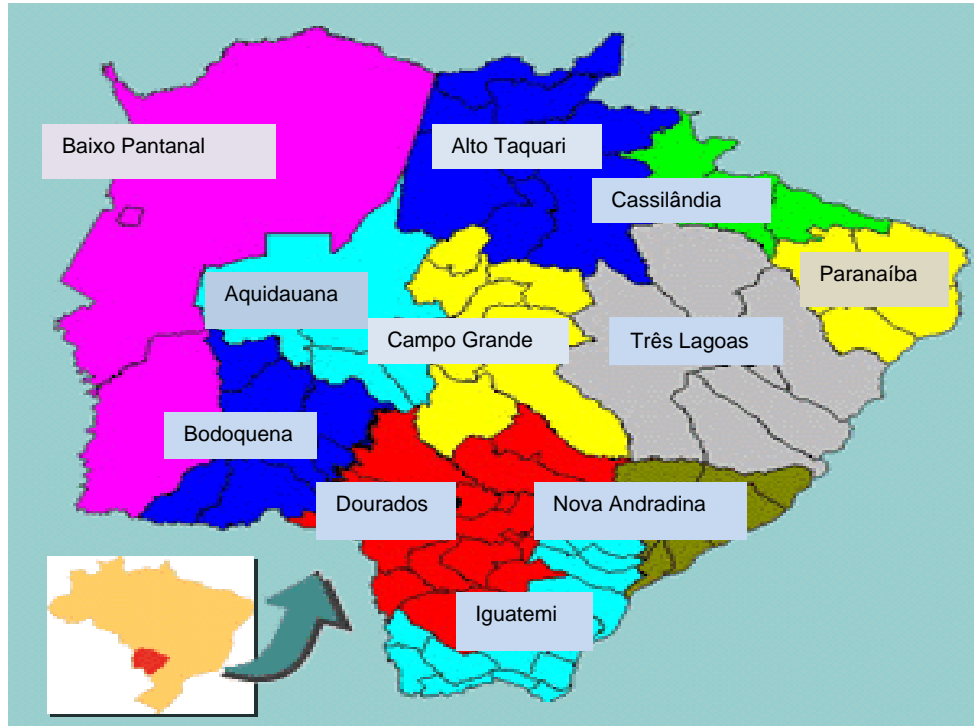 Baixo Pantanal
Alto Taquari
Cassilândia
Paranaíba
Aquidauana
Campo Grande
Três Lagoas
Bodoquena
Dourados
Nova Andradina
Iguatemi